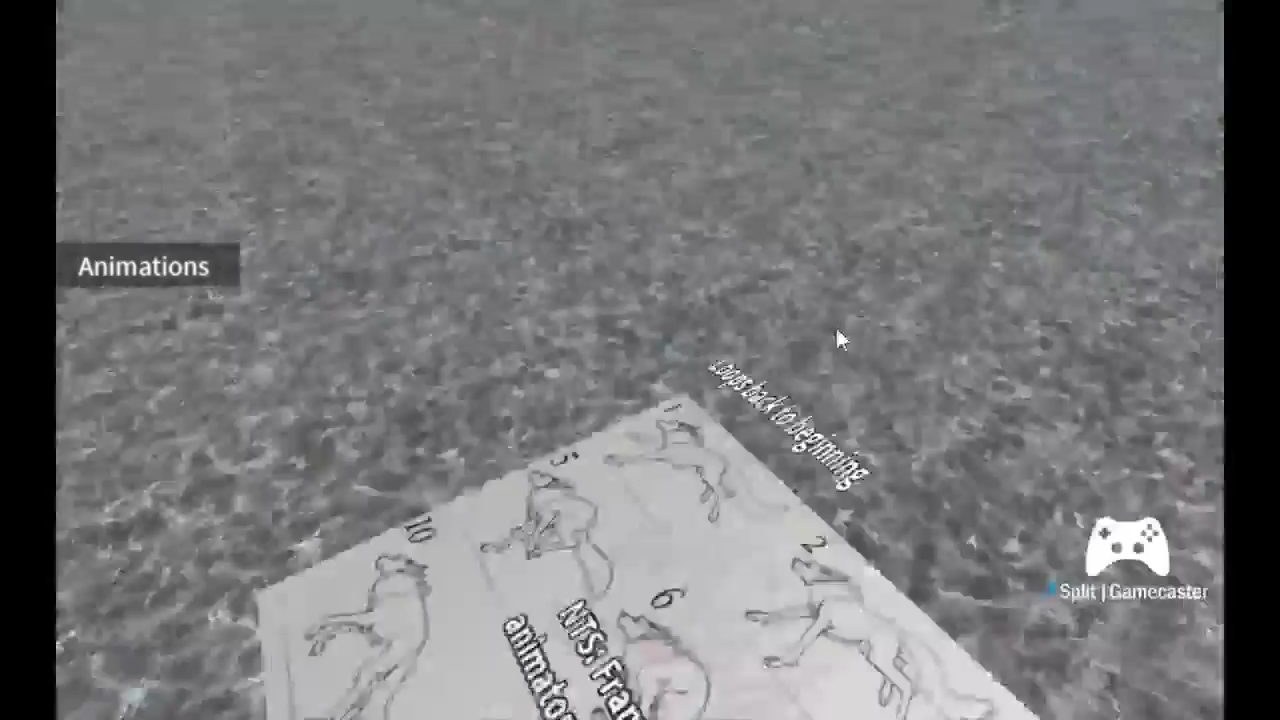 Animations
Loops back to beginning
1
5
10
2
6
NTS: Fran
animator
Split | Gamecaster